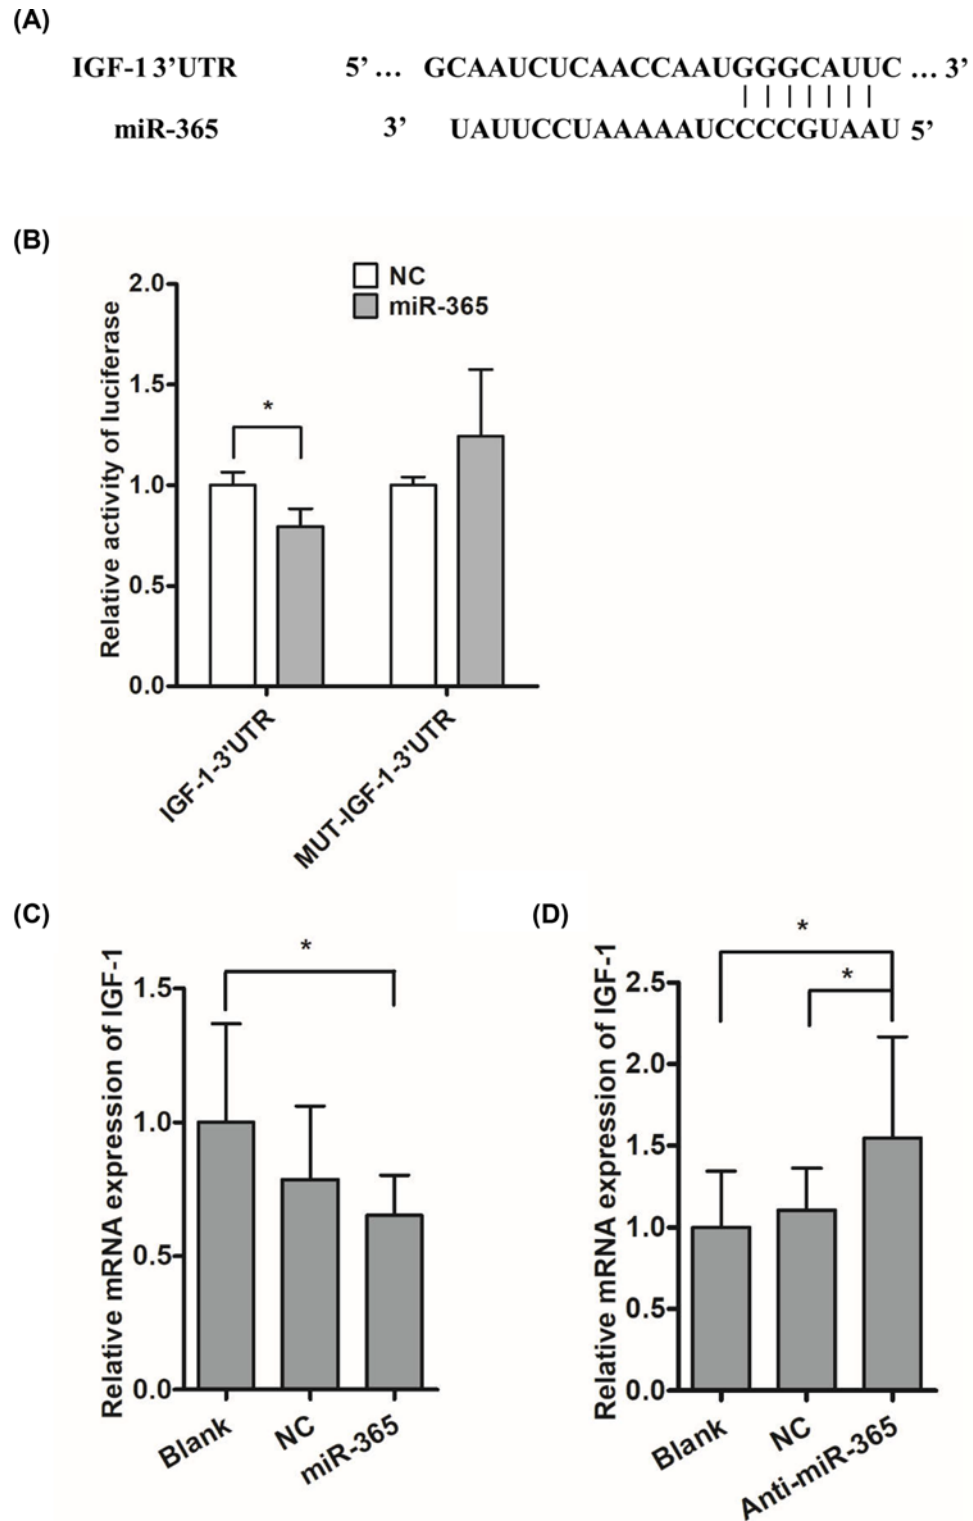 (A)
IGF-1 3’UTR 5’ ... GCAAUCUCAACCAAUGGGCAUUC ... 3’
miR-365 3’ UAUUCCUAAAAAUCCCCGUAAU 5’
(B)
NC
miR-365
Relative activity of luciferase
2.0
1.5
1.0
0.5
0.0
*
IGF-1-3'UTR
MUT-IGF-1-3'UTR
(C)
Relative mRNA expression of IGF-1
1.5
1.0
0.5
0.0
*
Blank
NC
miR-365
(D)
Relative mRNA expression of IGF-1
2.5
2.0
1.5
1.0
0.5
0.0
*
*
Blank
NC
Anti-miR-365